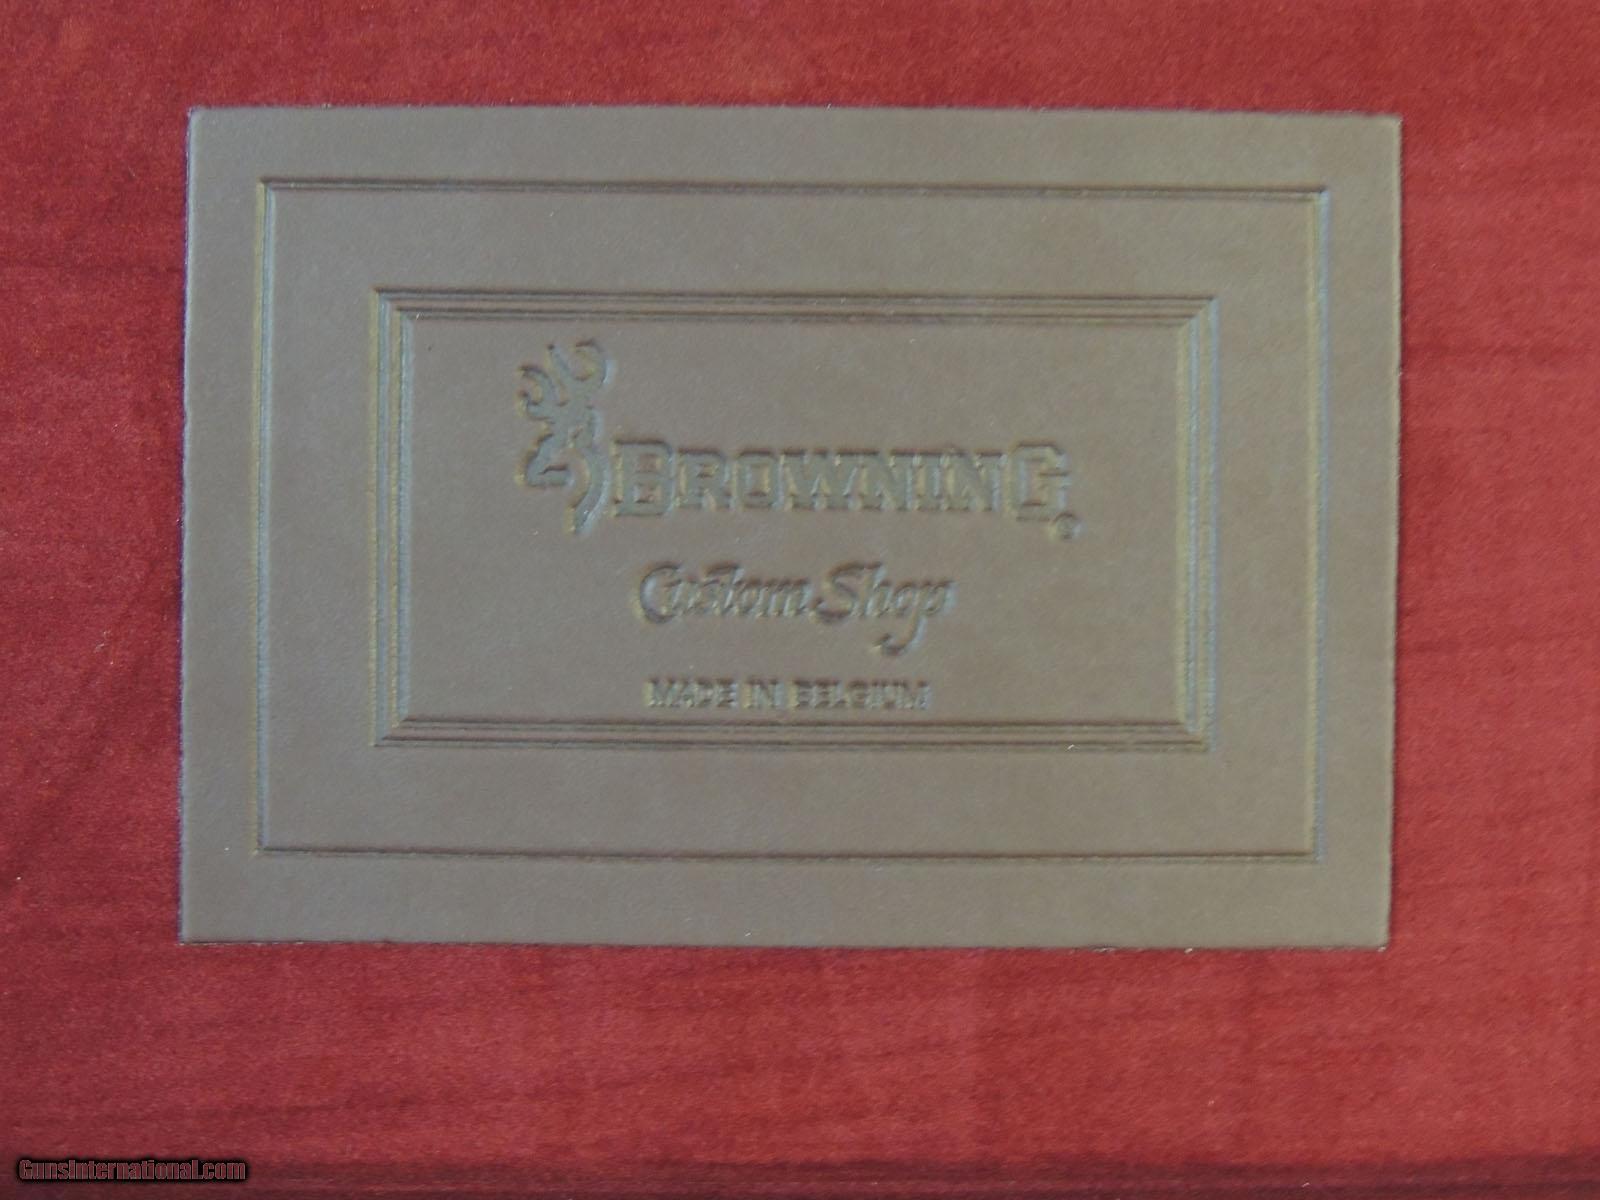 BROWNING®
Custom Shop
MADE IN BELGIUM
GunsInternational.com